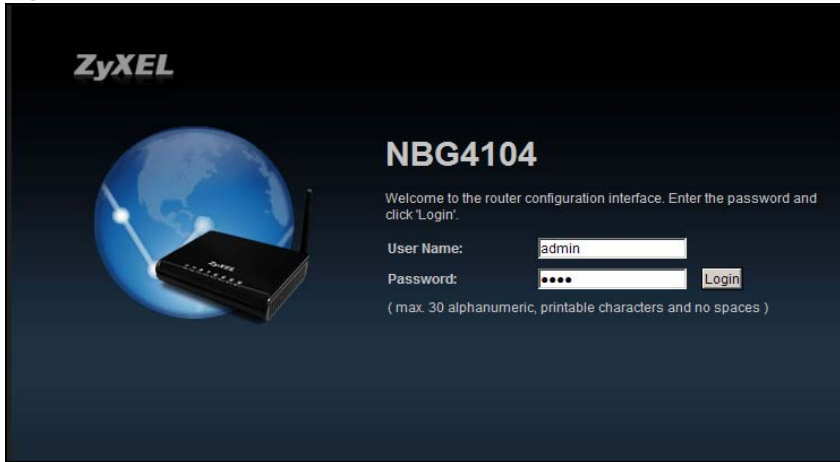 ZyXEL
NBG4104
Welcome to the router configuration interface. Enter the password and
click 'Login'.
User Name: admin
Password: •••• Login
( max. 30 alphanumeric, printable characters and no spaces )
ZyXEL